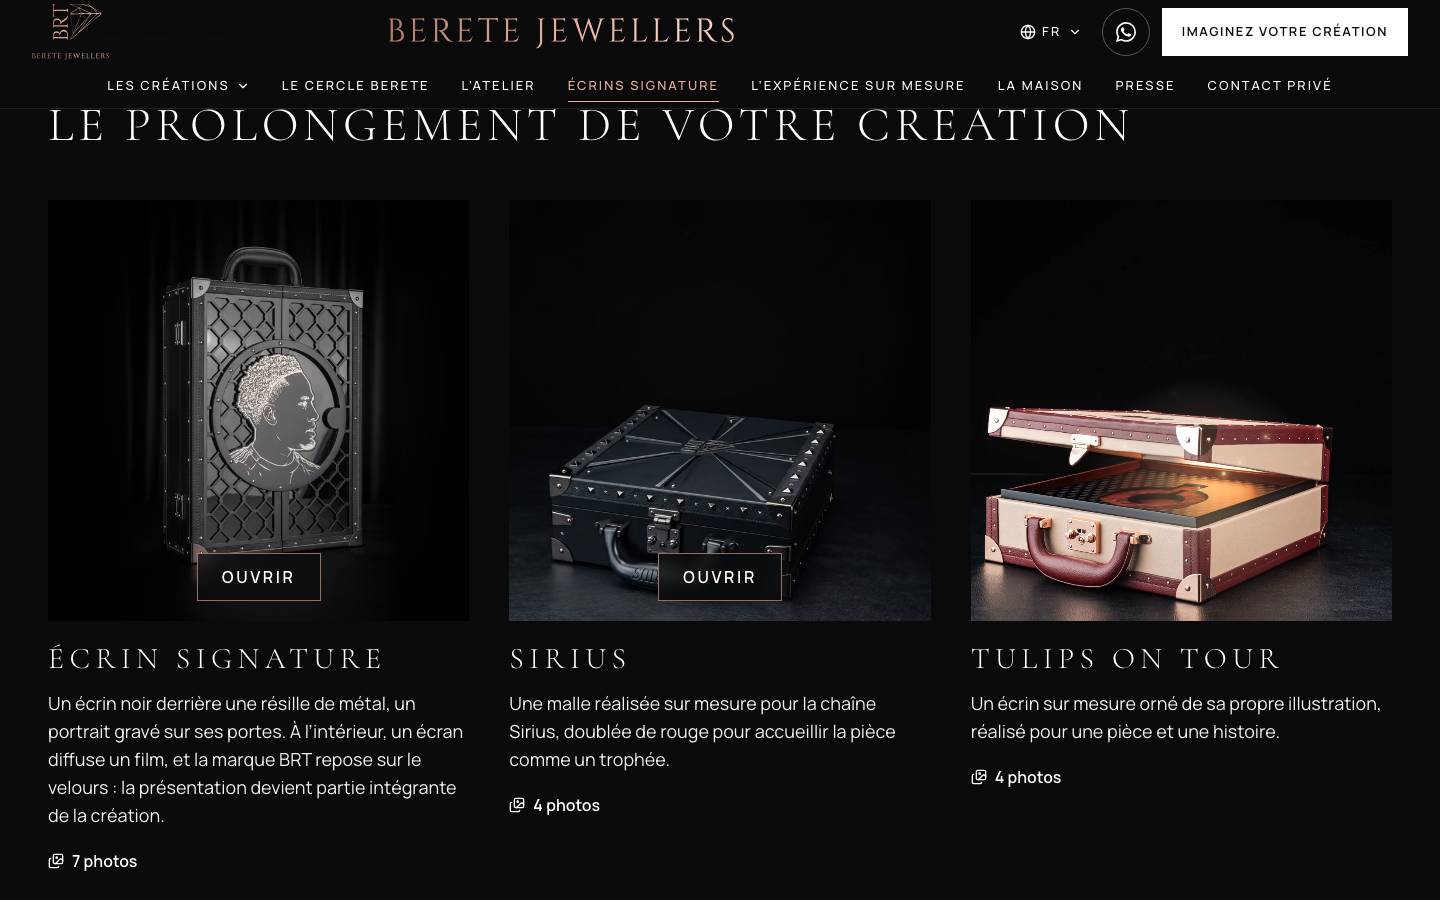 BRT
BERETE JEWELLERS
BERETE JEWELLERS
FR
IMAGINEZ VOTRE CRÉATION
LES CRÉATIONS
LE CERCLE BERETE
L'ATELIER
ÉCRINS SIGNATURE
L'EXPÉRIENCE SUR MESURE
LA MAISON
PRESSE
CONTACT PRIVÉ
LE PROLONGEMENT DE VOTRE CREATION
OUVRIR
OUVRIR
ÉCRIN SIGNATURE
Un écrin noir derrière une résille de métal, un
portrait gravé sur ses portes. À l’intérieur, un écran
diffuse un film, et la marque BRT repose sur le
velours : la présentation devient partie intégrante
de la création.
7 photos
SIRIUS
Une malle réalisée sur mesure pour la chaîne
Sirius, doublée de rouge pour accueillir la pièce
comme un trophée.
4 photos
TULIPS ON TOUR
Un écrin sur mesure orné de sa propre illustration,
réalisé pour une pièce et une histoire.
4 photos